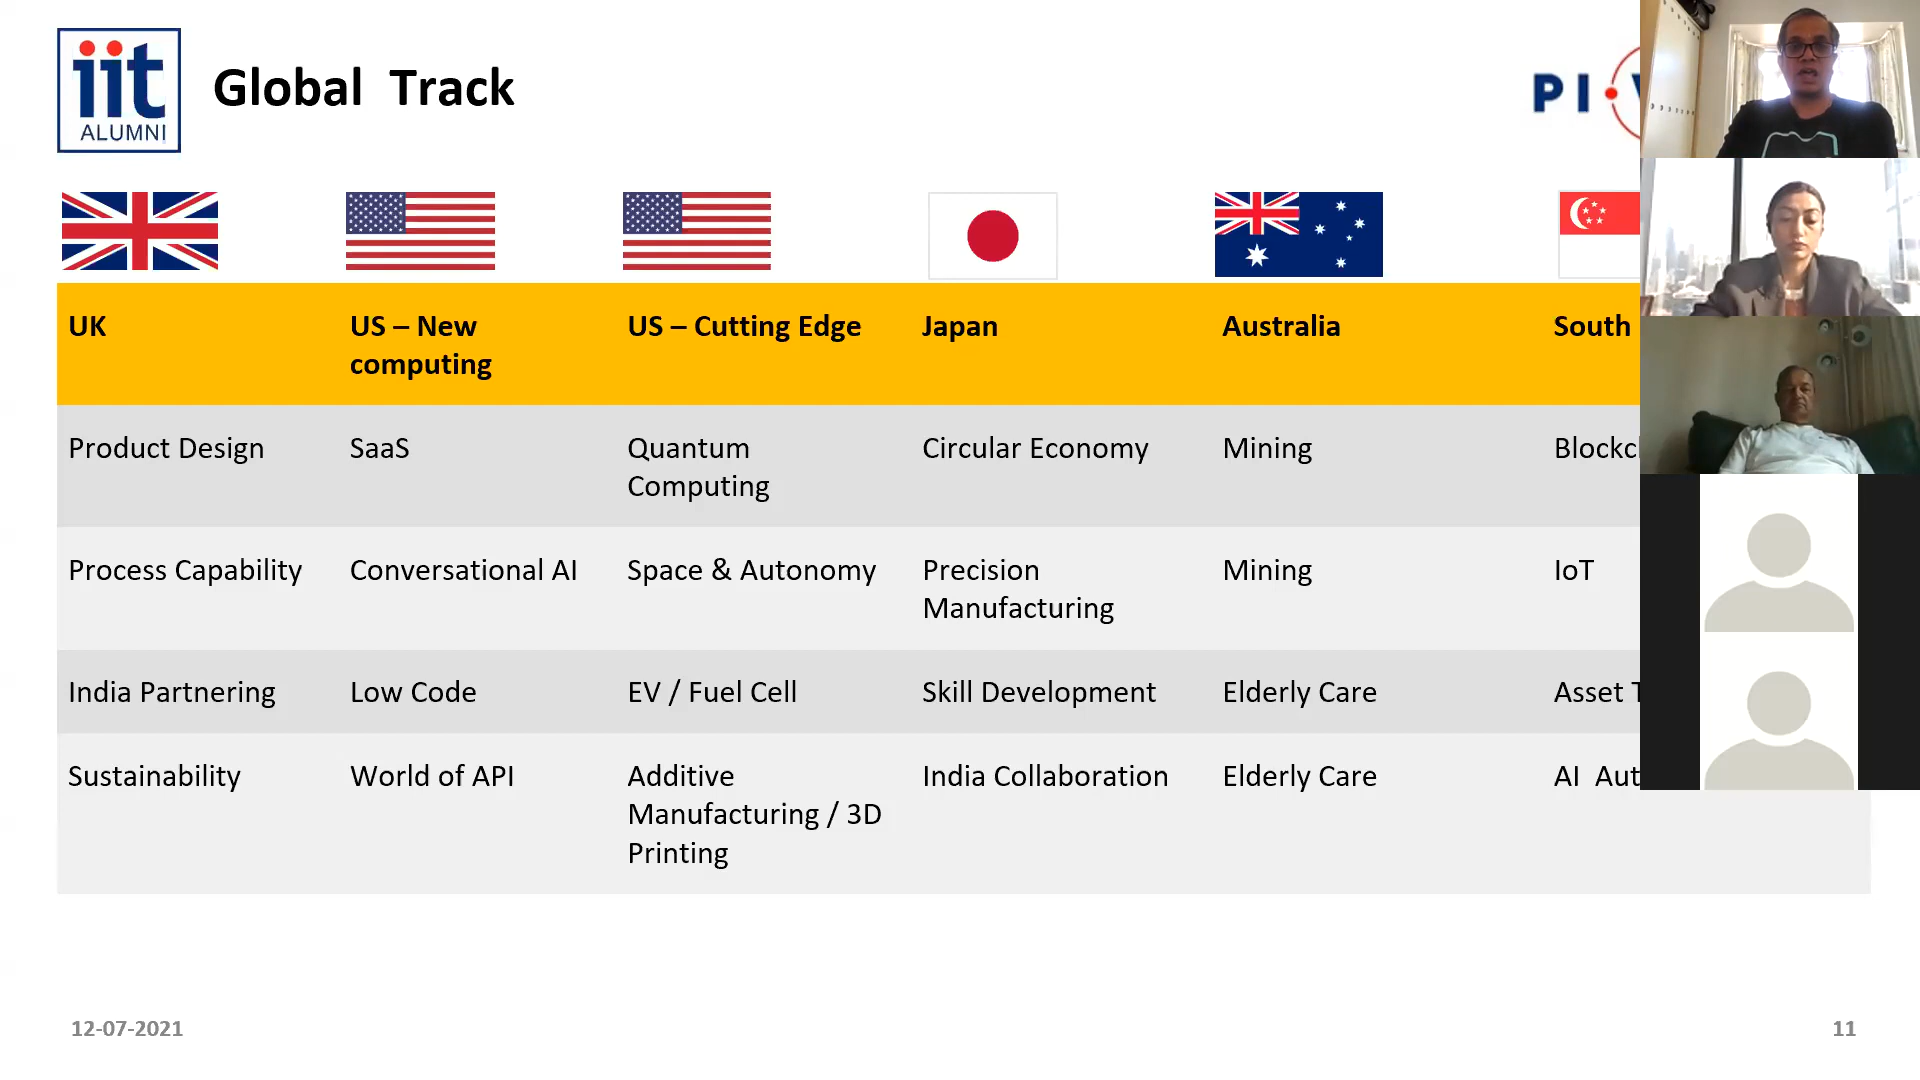 iit
ALUMNI
Global Track
PI
UK
US – New
computing
US – Cutting Edge
Japan
Australia
South
Product Design
SaaS
Quantum
Computing
Circular Economy
Mining
Process Capability
Conversational AI
Space & Autonomy
Precision
Manufacturing
Mining
IoT
India Partnering
Low Code
EV / Fuel Cell
Skill Development
Elderly Care
Asset
Sustainability
World of API
Additive
Manufacturing / 3D
Printing
India Collaboration
Elderly Care
AI
12-07-2021
11